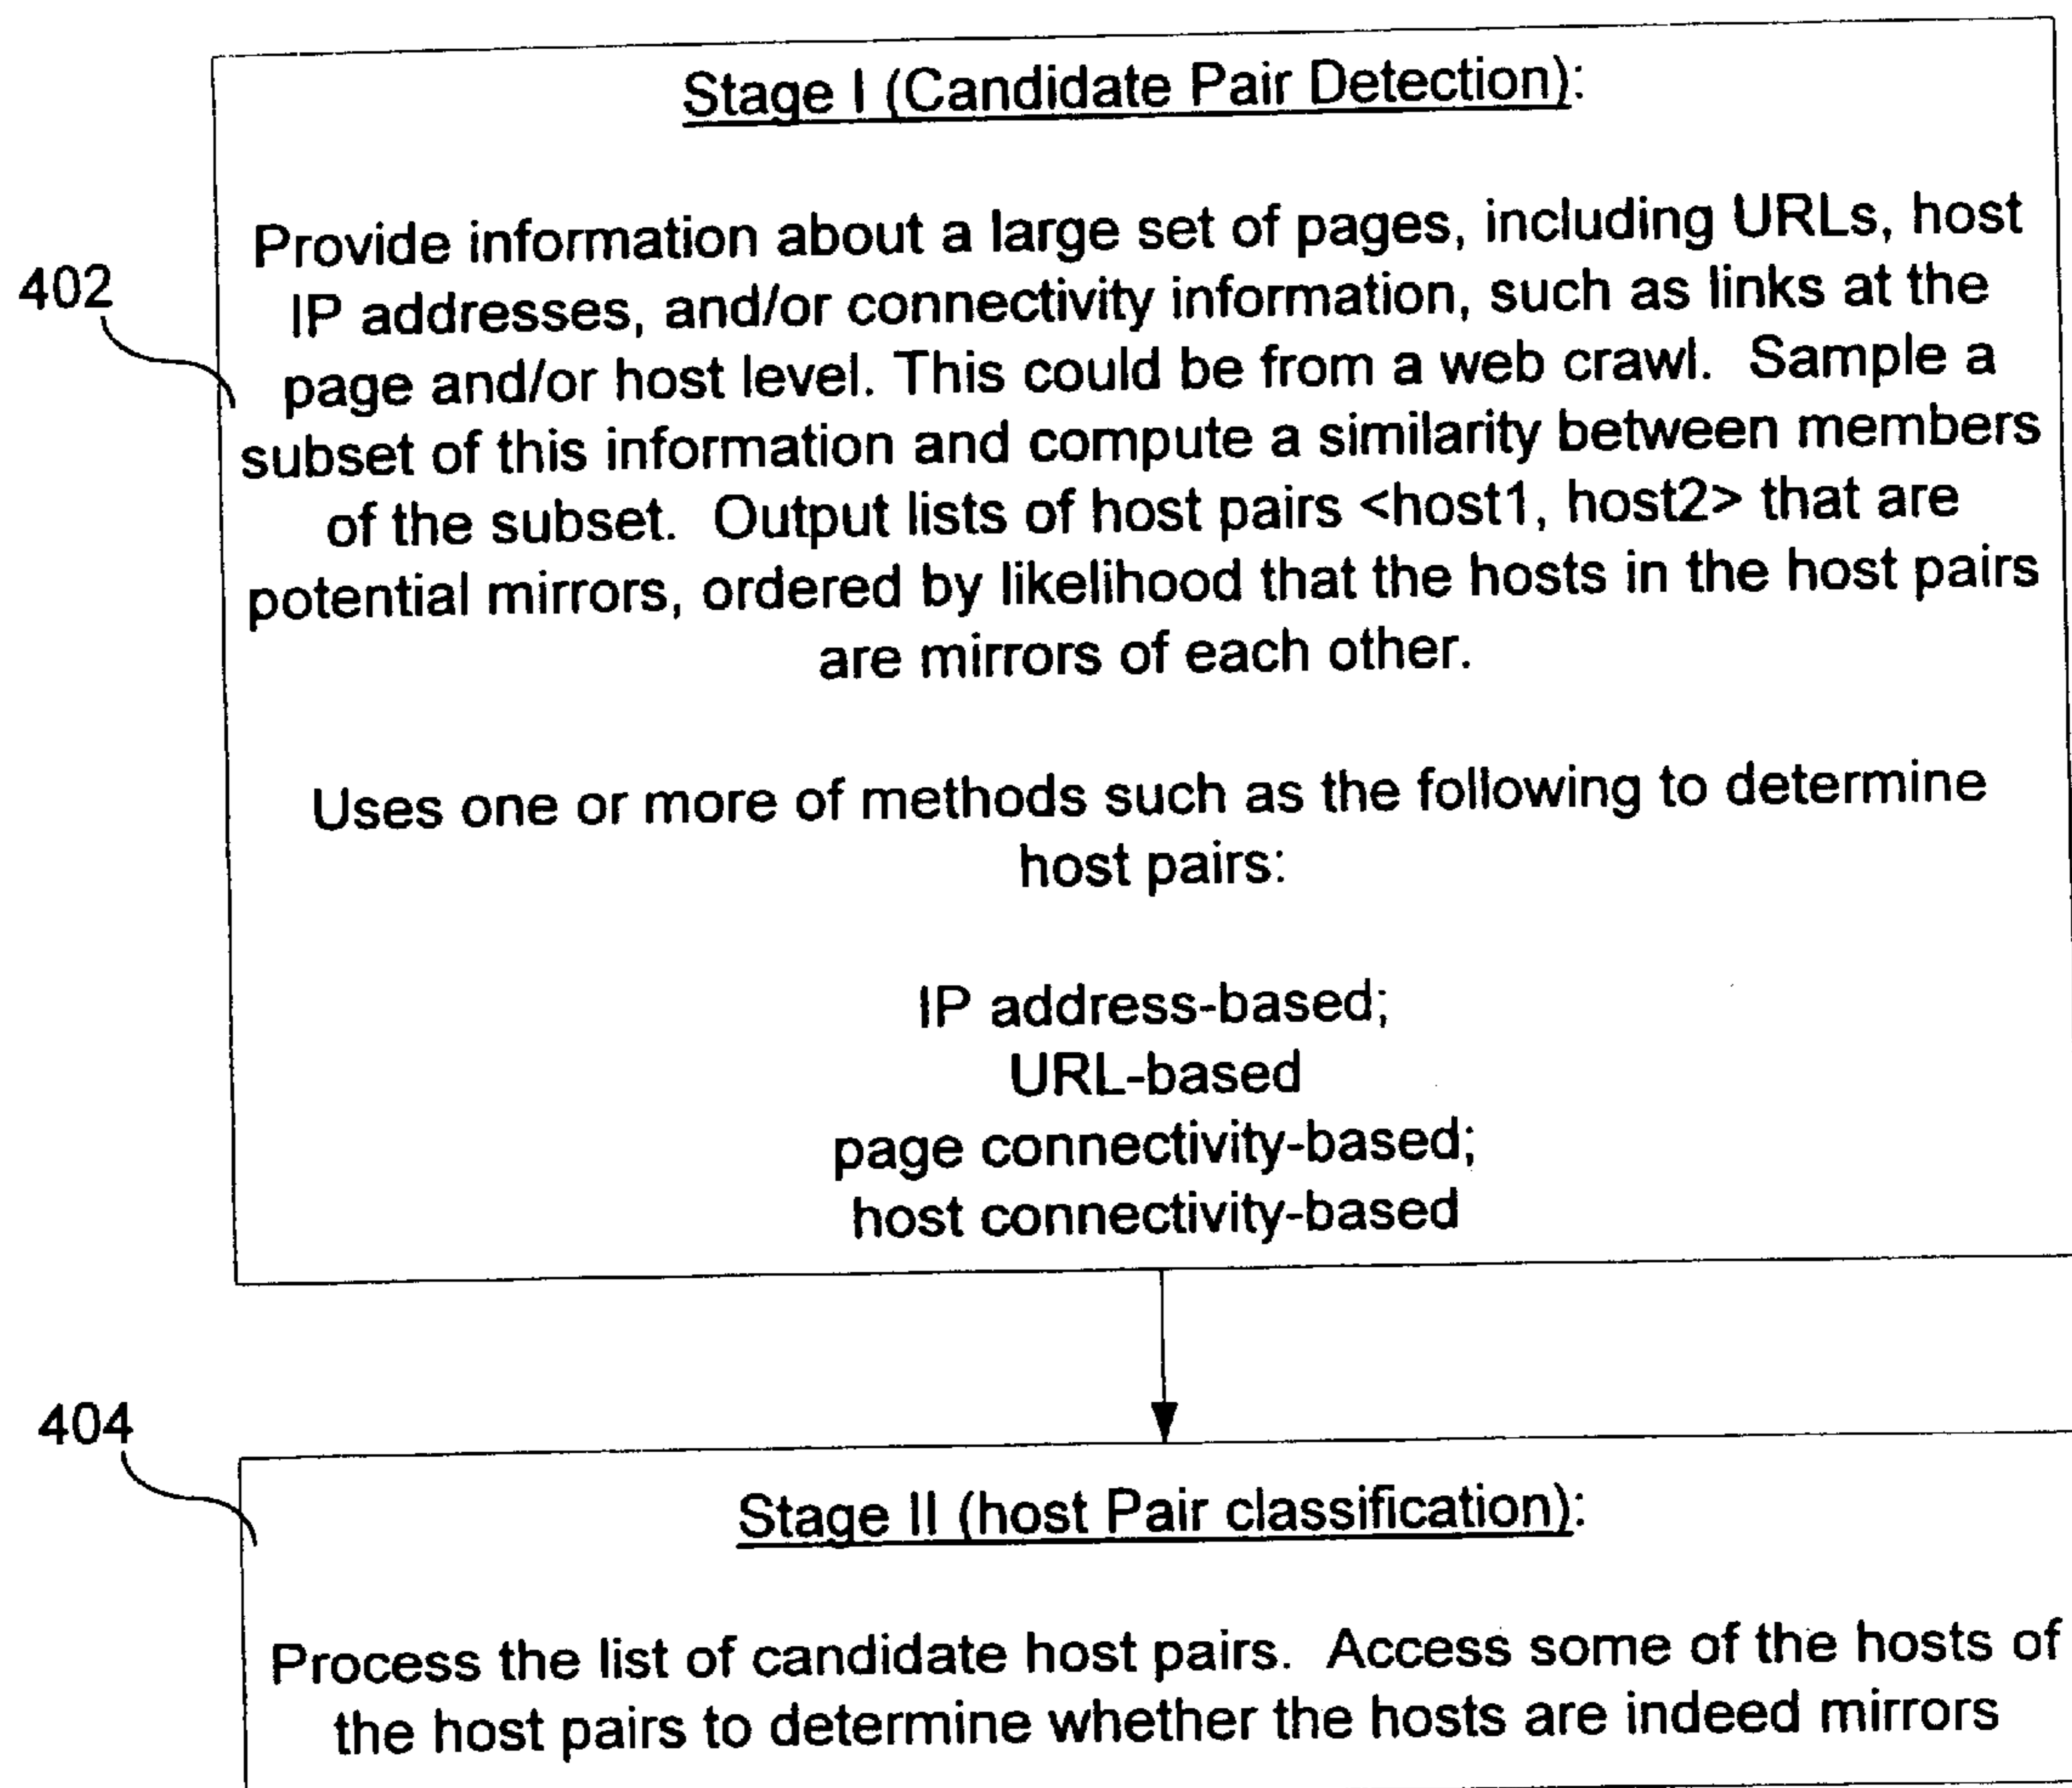 Stage I (Candidate Pair Detection):
402
Provide information about a large set of pages, including URLs, host
IP addresses, and/or connectivity information, such as links at the
page and/or host level. This could be from a web crawl. Sample a
subset of this information and compute a similarity between members
of the subset. Output lists of host pairs <host1, host2> that are
potential mirrors, ordered by likelihood that the hosts in the host pairs
are mirrors of each other.
Uses one or more of methods such as the following to determine
host pairs:
IP address-based;
URL-based
page connectivity-based;
host connectivity-based
404
Stage II (host Pair classification):
Process the list of candidate host pairs. Access some of the hosts of
the host pairs to determine whether the hosts are indeed mirrors